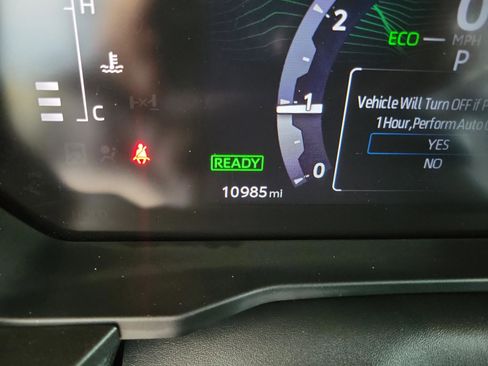 H
2
ECO
MPH
P
Vehicle Will Turn OFF if P
1 Hour, Perform Auto
C
1
YES
READY
NO
0
10985 mi